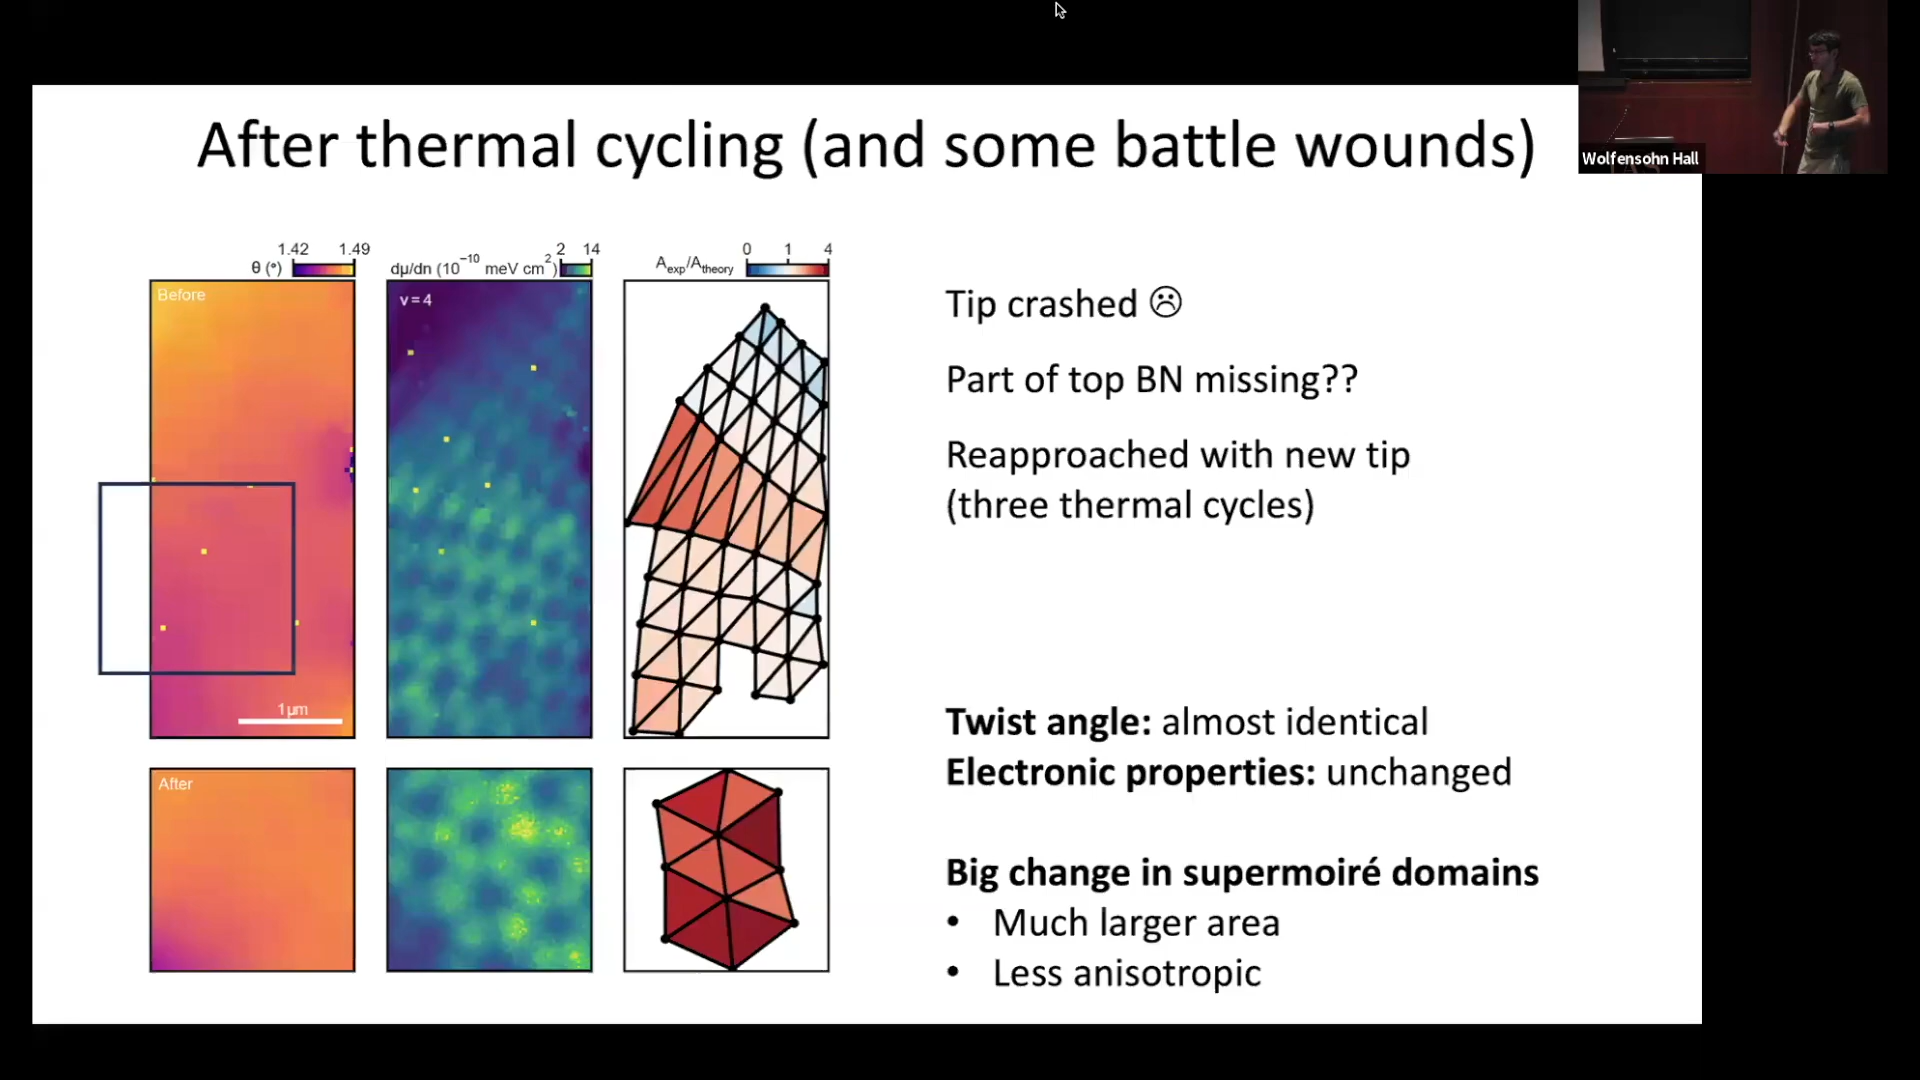 Wolfensohn Hall
After thermal cycling (and some battle wounds)
1.42 1.49
θ (°)
dμ/dn (10⁻¹⁰ meV cm²) 2 14
A_exp/A_theory 0 1 4
Before
ν = 4
1 μm
After
Tip crashed ☹
Part of top BN missing??
Reapproached with new tip
(three thermal cycles)
Twist angle: almost identical
Electronic properties: unchanged
Big change in supermoiré domains
• Much larger area
• Less anisotropic